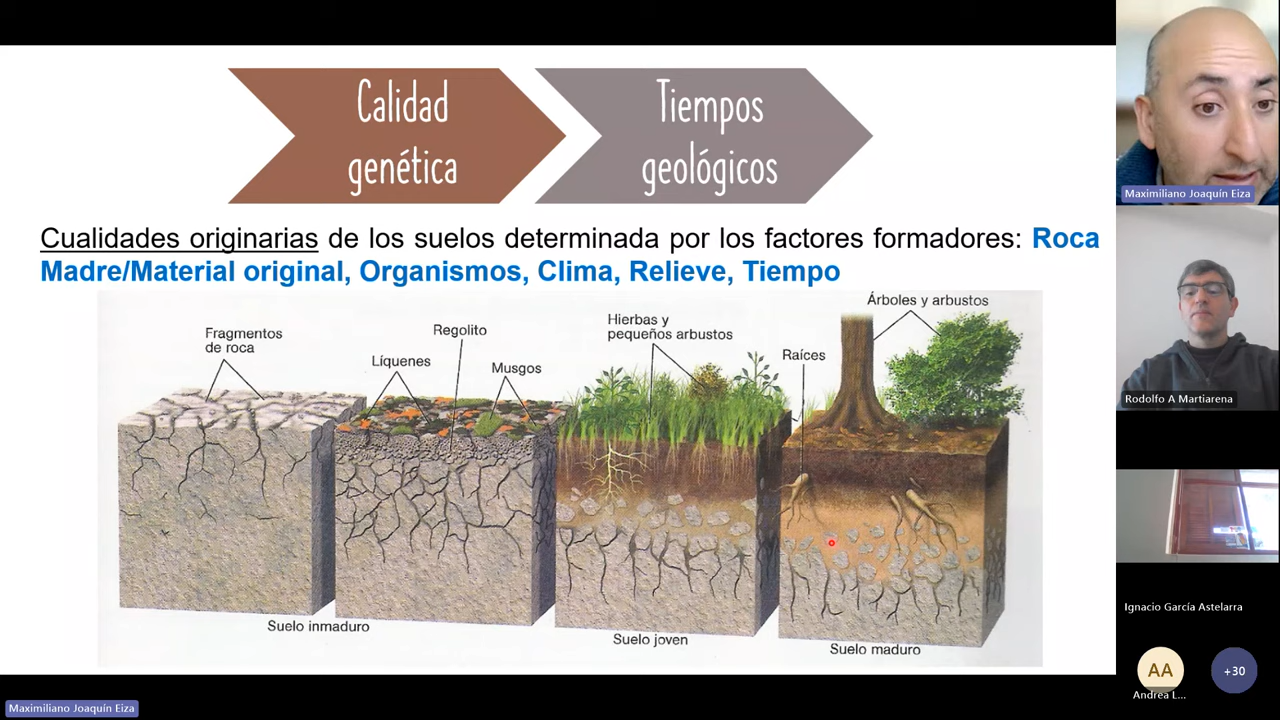 Calidad
genética
Tiempos
geológicos
Cualidades originarias de los suelos determinada por los factores formadores: Roca
Madre/Material original, Organismos, Clima, Relieve, Tiempo
Fragmentos
de roca
Líquenes
Regolito
Musgos
Hierbas y
pequeños arbustos
Raíces
Árboles y arbustos
Suelo inmaduro
Suelo joven
Suelo maduro
Maximiliano Joaquín Eiza
Rodolfo A Martiarena
Ignacio García Astelarra
AA
Andrea L...
+30
Maximiliano Joaquín Eiza